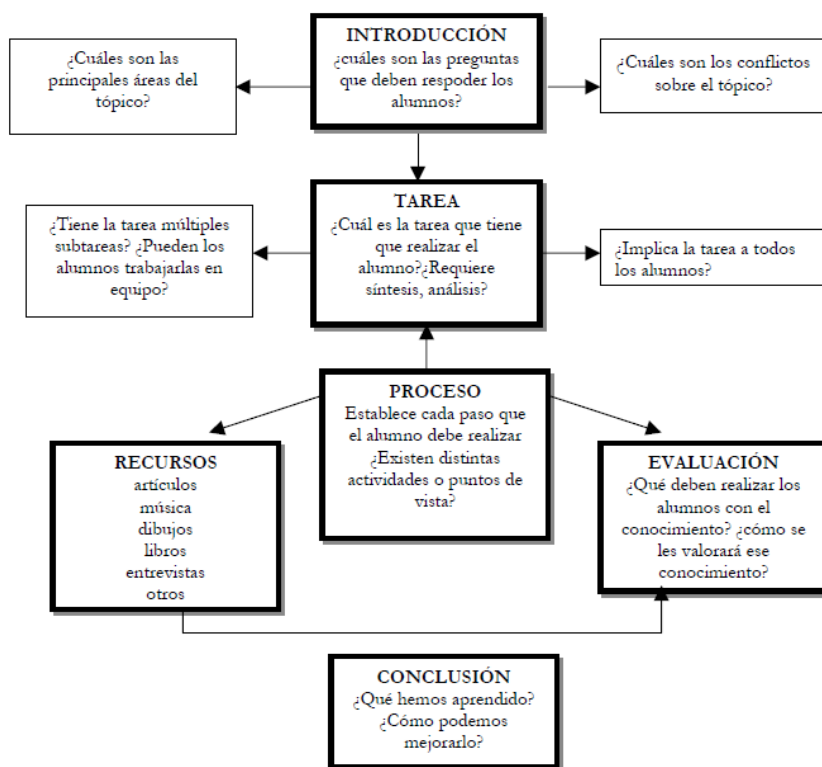 INTRODUCCIÓN
¿cuáles son las preguntas
que deben respoder los
alumnos?
¿Cuáles son las
principales áreas del
tópico?
¿Cuáles son los conflictos
sobre el tópico?
TAREA
¿Cuál es la tarea que tiene
que realizar el
alumno?¿Requiere
síntesis, análisis?
¿Tiene la tarea múltiples
subtareas? ¿Pueden los
alumnos trabajarlas en
equipo?
¿Implica la tarea a todos
los alumnos?
PROCESO
Establece cada paso que
el alumno debe realizar
¿Existen distintas
actividades o puntos de
vista?
RECURSOS
artículos
música
dibujos
libros
entrevistas
otros
EVALUACIÓN
¿Qué deben realizar los
alumnos con el
conocimiento? ¿cómo se
les valorará ese
conocimiento?
CONCLUSIÓN
¿Qué hemos aprendido?
¿Cómo podemos
mejorarlo?